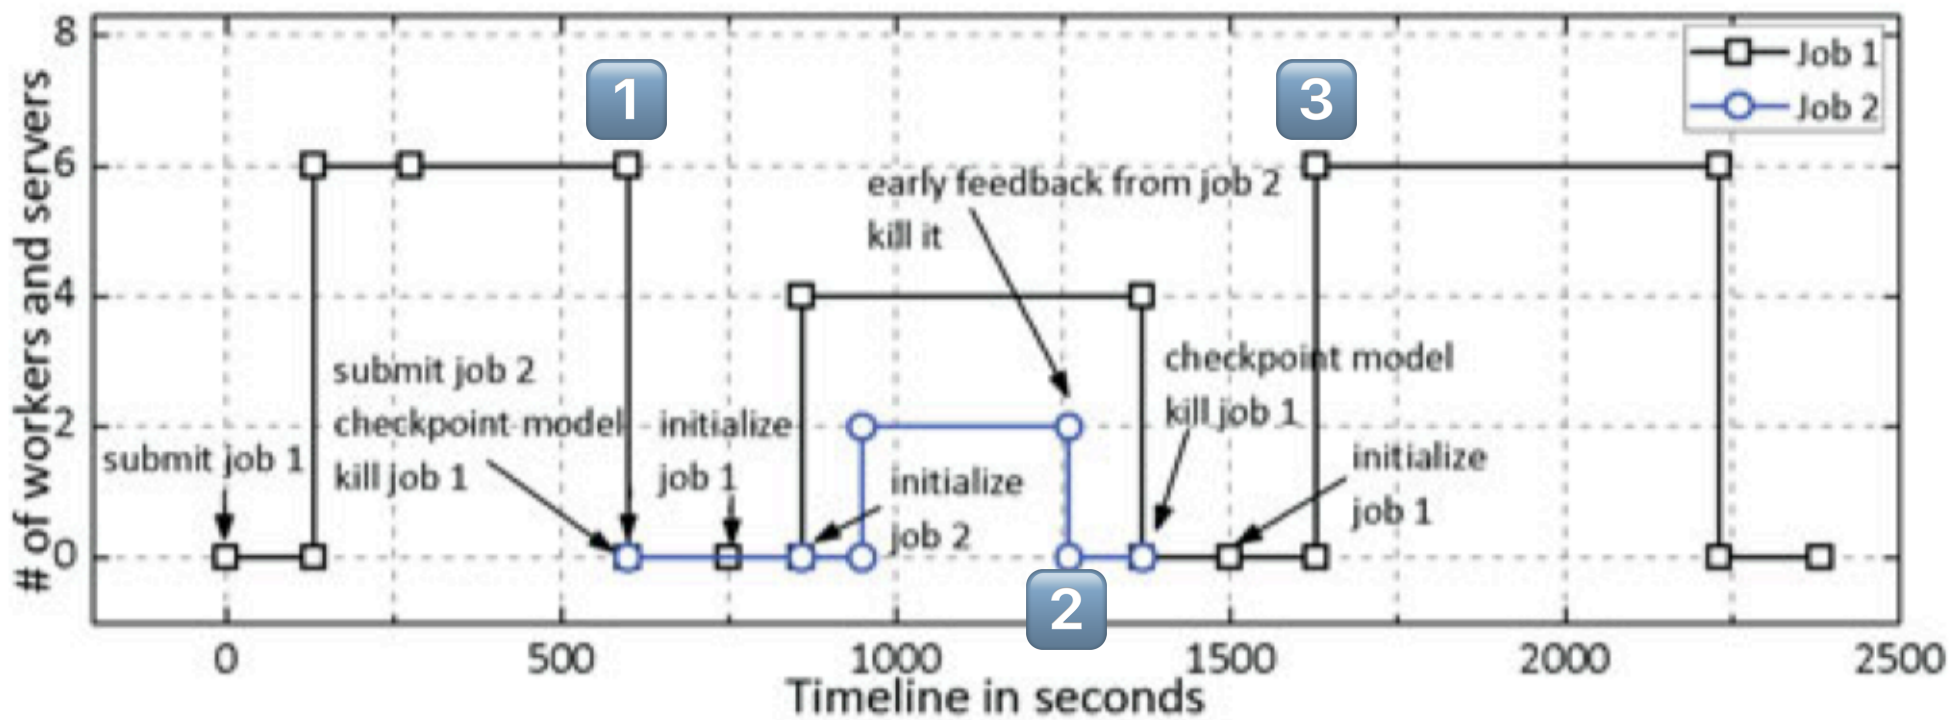 # of workers and servers
8
6
4
2
0
1
3
Job 1
Job 2
early feedback from job 2
kill it
submit job 2
checkpoint model
kill job 1
submit job 1
initialize
job 1
initialize
job 2
checkpoint model
kill job 1
initialize
job 1
2
0
500
1000
1500
2000
2500
Timeline in seconds